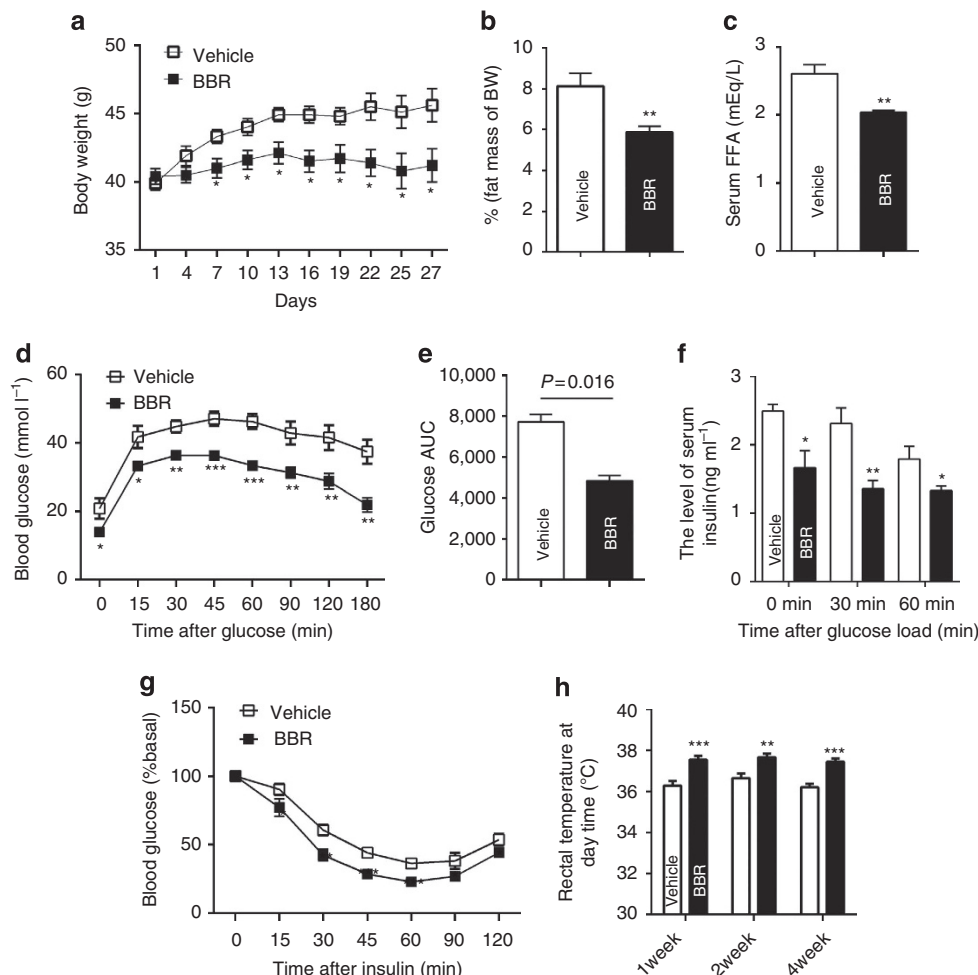 a
Body weight (g)
50
45
40
35
Vehicle
BBR
1 4 7 10 13 16 19 22 25 27
* * * * * * * *
Days
b
% (fat mass of BW)
10
8
6
4
2
0
Vehicle
BBR
**
c
Serum FFA (mEq/L)
3
2
1
0
Vehicle
BBR
**
d
Blood glucose (mmol l−1)
60
40
20
0
Vehicle
BBR
* * ** *** *** ** ** **
0 15 30 45 60 90 120 180
Time after glucose (min)
e
Glucose AUC
10,000
8,000
6,000
4,000
2,000
0
P=0.016
Vehicle
BBR
f
The level of serum
insulin(ng ml−1)
3
2
1
0
Vehicle
BBR
* ** *
0 min 30 min 60 min
Time after glucose load (min)
g
Blood glucose (%basal)
150
100
50
0
Vehicle
BBR
0 15 30 45 60 90 120
Time after insulin (min)
h
Rectal temperature at
day time (°C)
40
38
36
34
32
30
Vehicle
BBR
*** ** ***
1week 2week 4week